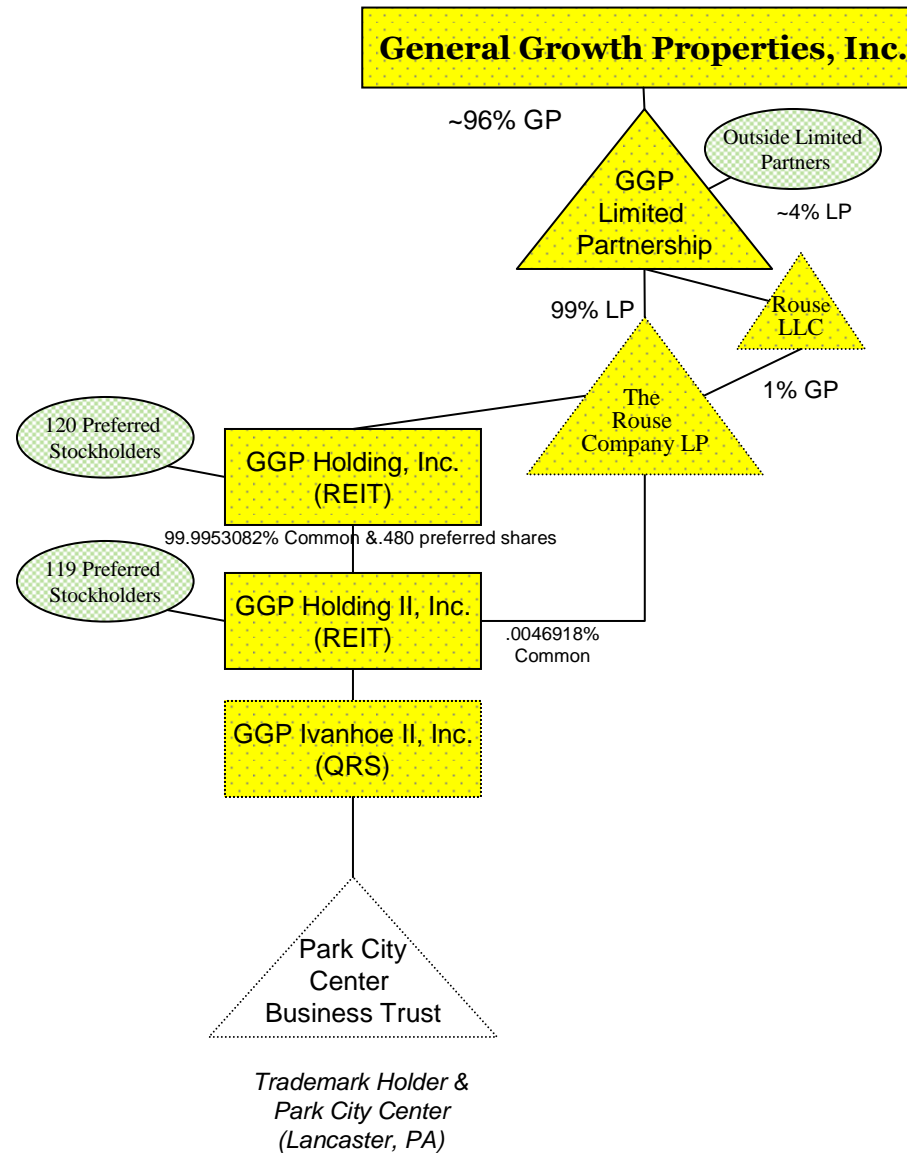 General Growth Properties, Inc.
~96% GP
Outside Limited
Partners
GGP
Limited
Partnership
~4% LP
99% LP
Rouse
LLC
1% GP
The
Rouse
Company LP
120 Preferred
Stockholders
GGP Holding, Inc.
(REIT)
99.9953082% Common &.480 preferred shares
119 Preferred
Stockholders
GGP Holding II, Inc.
(REIT)
.0046918%
Common
GGP Ivanhoe II, Inc.
(QRS)
Park City
Center
Business Trust
Trademark Holder &
Park City Center
(Lancaster, PA)